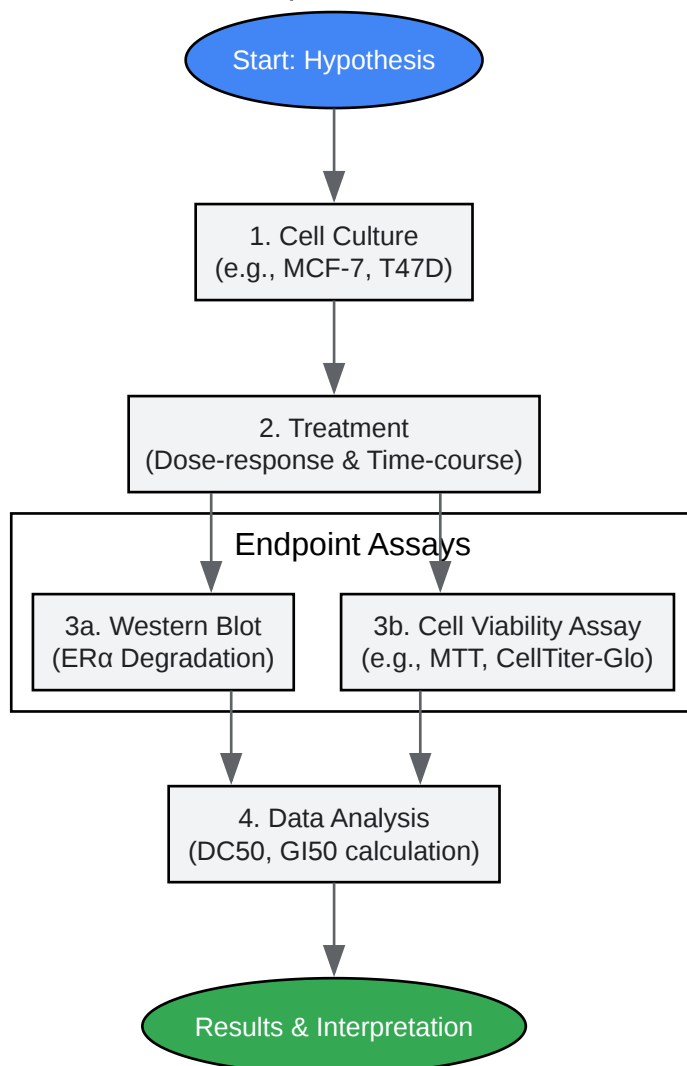 Start: Hypothesis
1. Cell Culture
(e.g., MCF-7, T47D)
2. Treatment
(Dose-response & Time-course)
Endpoint Assays
3a. Western Blot
(ERα Degradation)
3b. Cell Viability Assay
(e.g., MTT, CellTiter-Glo)
4. Data Analysis
(DC50, GI50 calculation)
Results & Interpretation